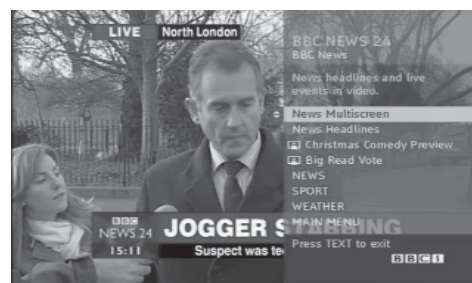 LIVE North London
BBC NEWS 24
BBC News
News headlines and live
events in video.
News Multiscreen
News Headlines
Christmas Comedy Preview
Big Read Vote
NEWS
SPORT
WEATHER
MAIN MENU
Press TEXT to exit
BBCi
BBC
NEWS 24
15:11
JOGGER STABBING
Suspect was